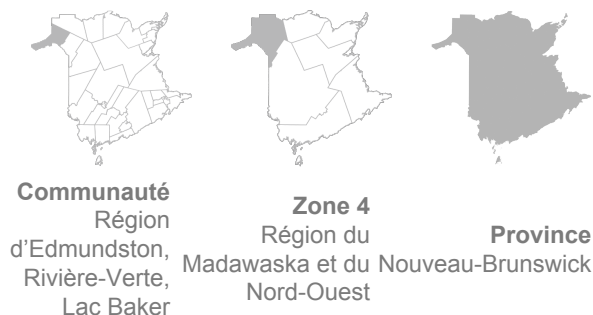 Communauté
Région
d'Edmundston,
Rivière-Verte,
Lac Baker
Zone 4
Région du
Madawaska et du
Nord-Ouest
Province
Nouveau-Brunswick